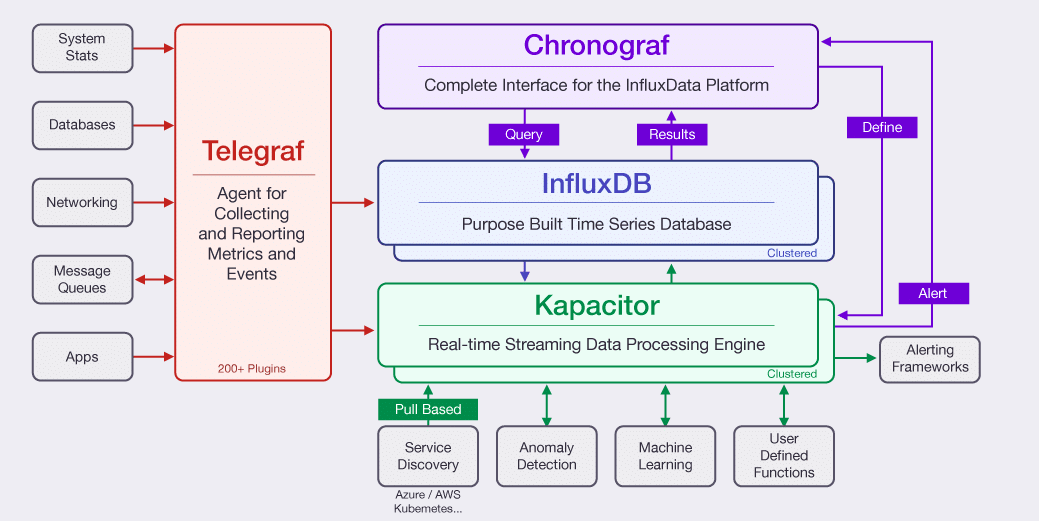 System
Stats
Databases
Networking
Message
Queues
Apps
Telegraf
Agent for
Collecting
and Reporting
Metrics and
Events
200+ Plugins
Chronograf
Complete Interface for the InfluxData Platform
Query
Results
Define
InfluxDB
Purpose Built Time Series Database
Clustered
Alert
Kapacitor
Real-time Streaming Data Processing Engine
Clustered
Alerting
Frameworks
Pull Based
Service
Discovery
Azure / AWS
Kubemetes...
Anomaly
Detection
Machine
Learning
User
Defined
Functions